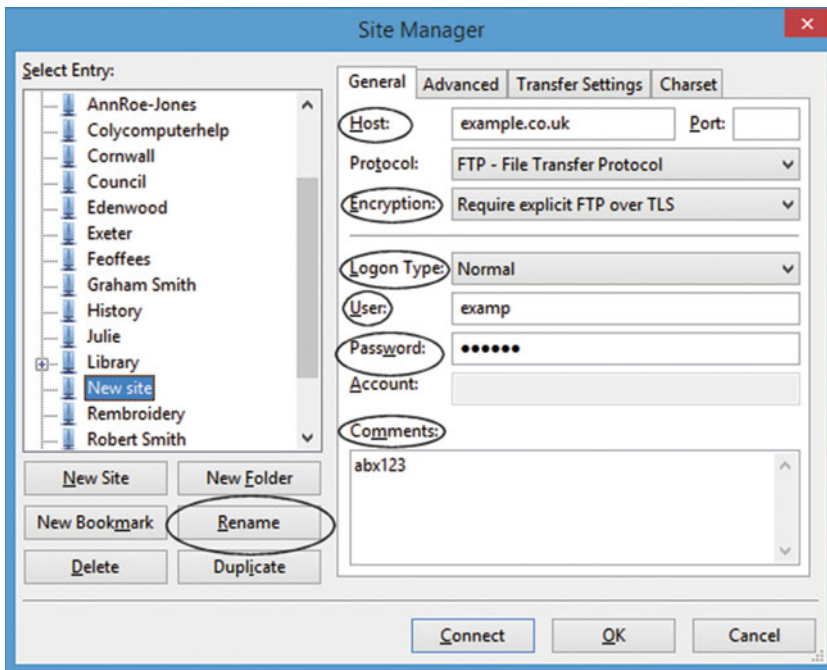 Site Manager
Select Entry:
AnnRoe-Jones
Colycomputerhelp
Cornwall
Council
Edenwood
Exeter
Feoffees
Graham Smith
History
Julie
Library
New site
Rembroidery
Robert Smith
New Site
New Folder
New Bookmark
Rename
Delete
Duplicate
General
Advanced
Transfer Settings
Charset
Host: example.co.uk Port:
Protocol: FTP - File Transfer Protocol
Encryption: Require explicit FTP over TLS
Logon Type: Normal
User: examp
Password: ●●●●●●
Account:
Comments:
abx123
Connect
OK
Cancel